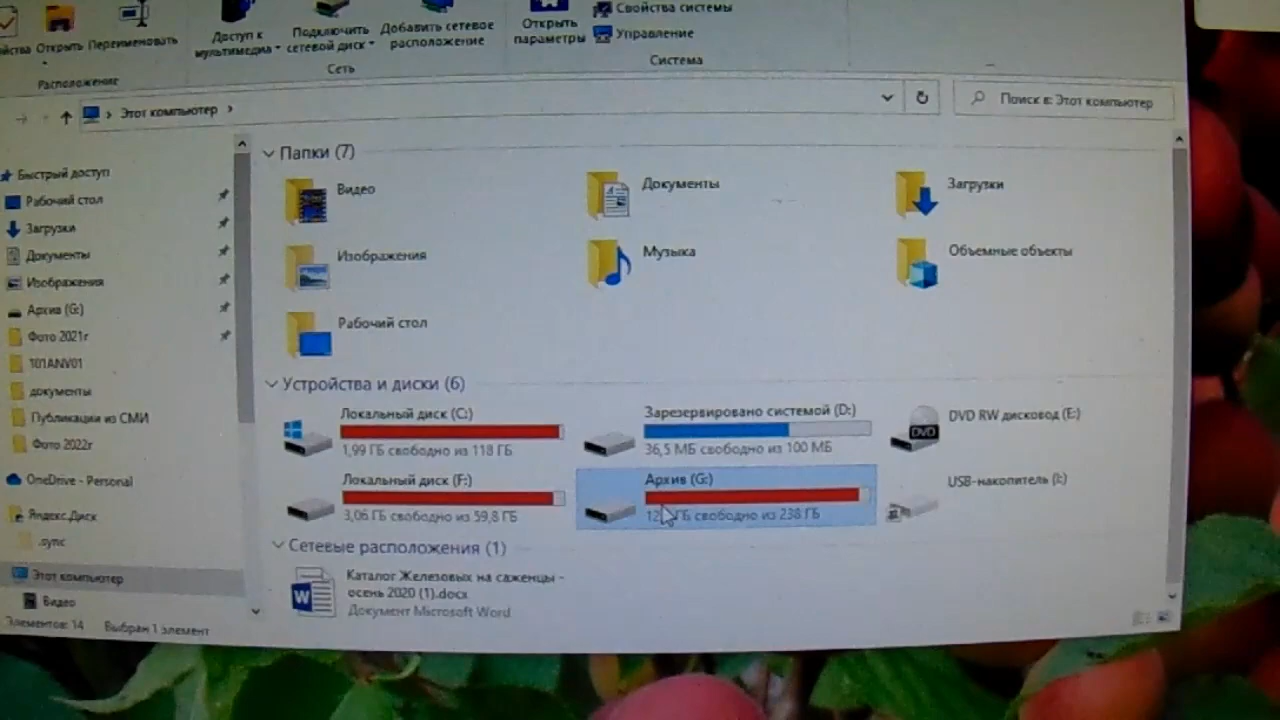 йства Открыть Переименовать
Доступ к мультимедиа
Подключить сетевой диск
Добавить сетевое расположение
Открыть параметры
Свойства системы
Управление
Расположение
Сеть
Система
Этот компьютер
Поиск в: Этот компьютер
Быстрый доступ
Рабочий стол
Загрузки
Документы
Изображения
Архив (G:)
Фото 2021г
101ANV01
документы
Публикации из СМИ
Фото 2022г
OneDrive - Personal
Яндекс.Диск
.sync
Этот компьютер
Видео
Папки (7)
Видео
Документы
Загрузки
Изображения
Музыка
Объемные объекты
Рабочий стол
Устройства и диски (6)
Локальный диск (C:)
1,99 ГБ свободно из 118 ГБ
Зарезервировано системой (D:)
36,5 МБ свободно из 100 МБ
DVD RW дисковод (E:)
DVD
Локальный диск (F:)
3,06 ГБ свободно из 59,8 ГБ
Архив (G:)
ГБ свободно из 238 ГБ
USB-накопитель (I:)
Сетевые расположения (1)
Каталог Железовых на саженцы -
осень 2020 (1).docx
Документ Microsoft Word
W
Элементов: 14 Выбран 1 элемент